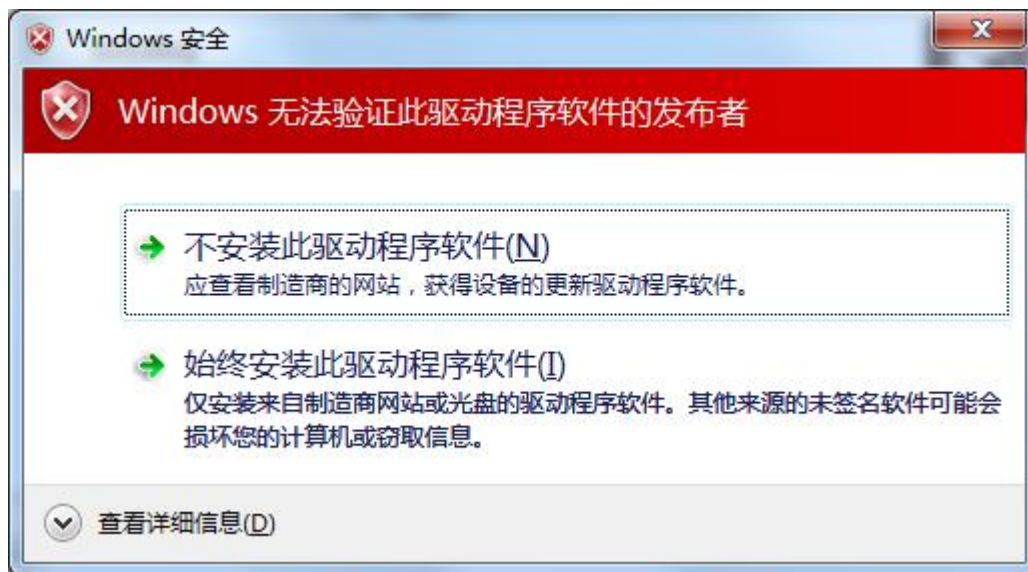 Windows 安全
Windows 无法验证此驱动程序软件的发布者
不安装此驱动程序软件(N)
应查看制造商的网站，获得设备的更新驱动程序软件。
始终安装此驱动程序软件(I)
仅安装来自制造商网站或光盘的驱动程序软件。其他来源的未签名软件可能会
损坏您的计算机或窃取信息。
查看详细信息(D)